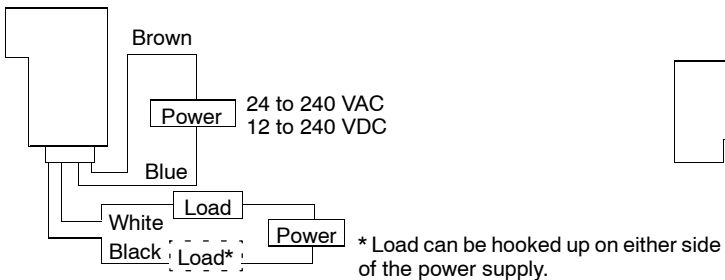 Brown
Power
24 to 240 VAC
12 to 240 VDC
Blue
Load
White
Power
Black
Load*
* Load can be hooked up on either side
of the power supply.